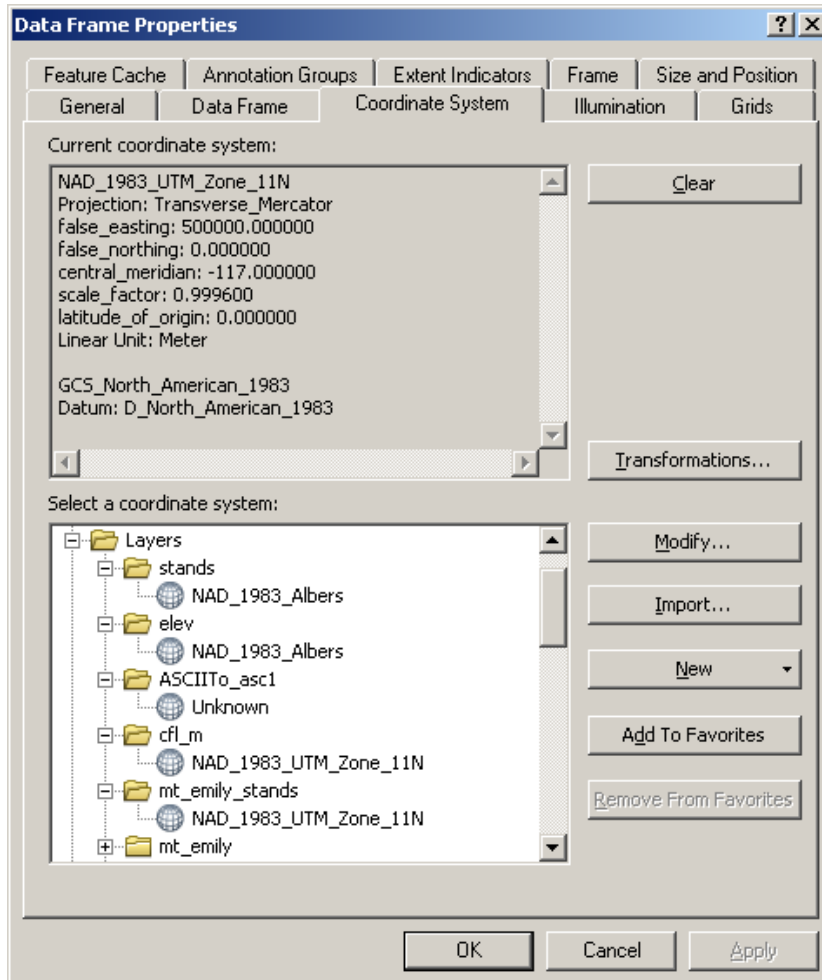 Data Frame Properties
Feature Cache Annotation Groups Extent Indicators Frame Size and Position
General Data Frame Coordinate System Illumination Grids
Current coordinate system:
NAD_1983_UTM_Zone_11N
Projection: Transverse_Mercator
false_easting: 500000.000000
false_northing: 0.000000
central_meridian: -117.000000
scale_factor: 0.999600
latitude_of_origin: 0.000000
Linear Unit: Meter
GCS_North_American_1983
Datum: D_North_American_1983
Clear
Transformations...
Select a coordinate system:
Layers
stands
NAD_1983_Albers
elev
NAD_1983_Albers
ASCIITo_asc1
Unknown
cfl_m
NAD_1983_UTM_Zone_11N
mt_emily_stands
NAD_1983_UTM_Zone_11N
mt_emily
Modify...
Import...
New
Add To Favorites
Remove From Favorites
OK Cancel Apply